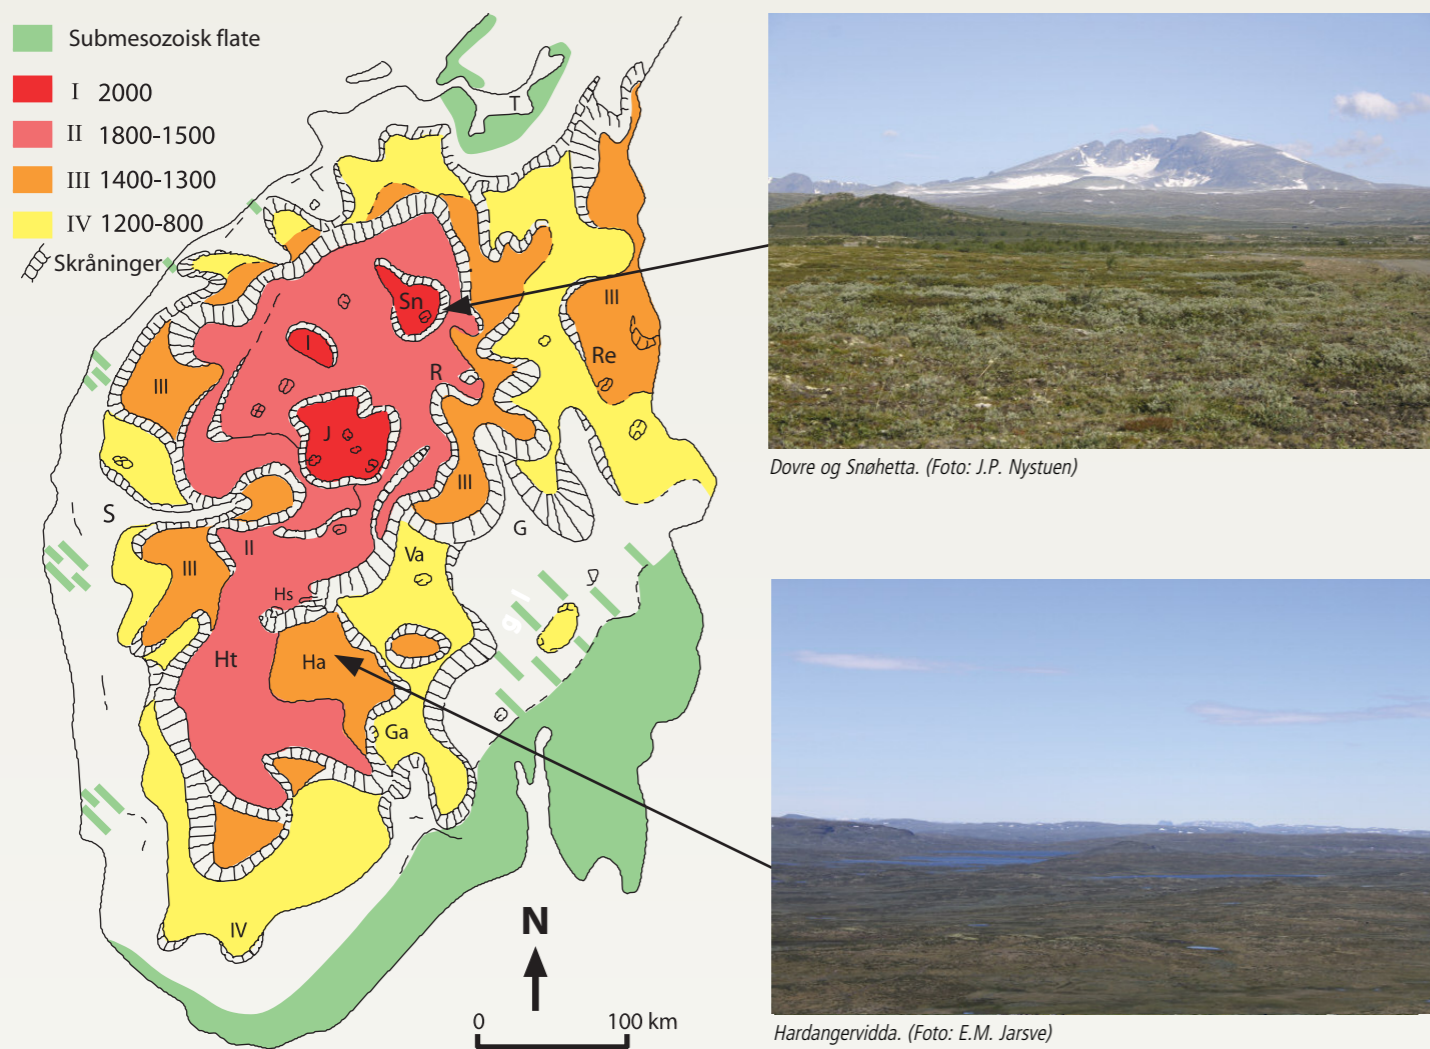 Submesozoisk flate
I 2000
II 1800-1500
III 1400-1300
IV 1200-800
Skråninger
T
Sn
I
III
Re
R
III
J
III
S
G
II
Va
III
Hs
Ht
Ha
Ga
IV
N
0 100 km
Dovre og Snøhetta. (Foto: J.P. Nystuen)
Hardangervidda. (Foto: E.M. Jarsve)